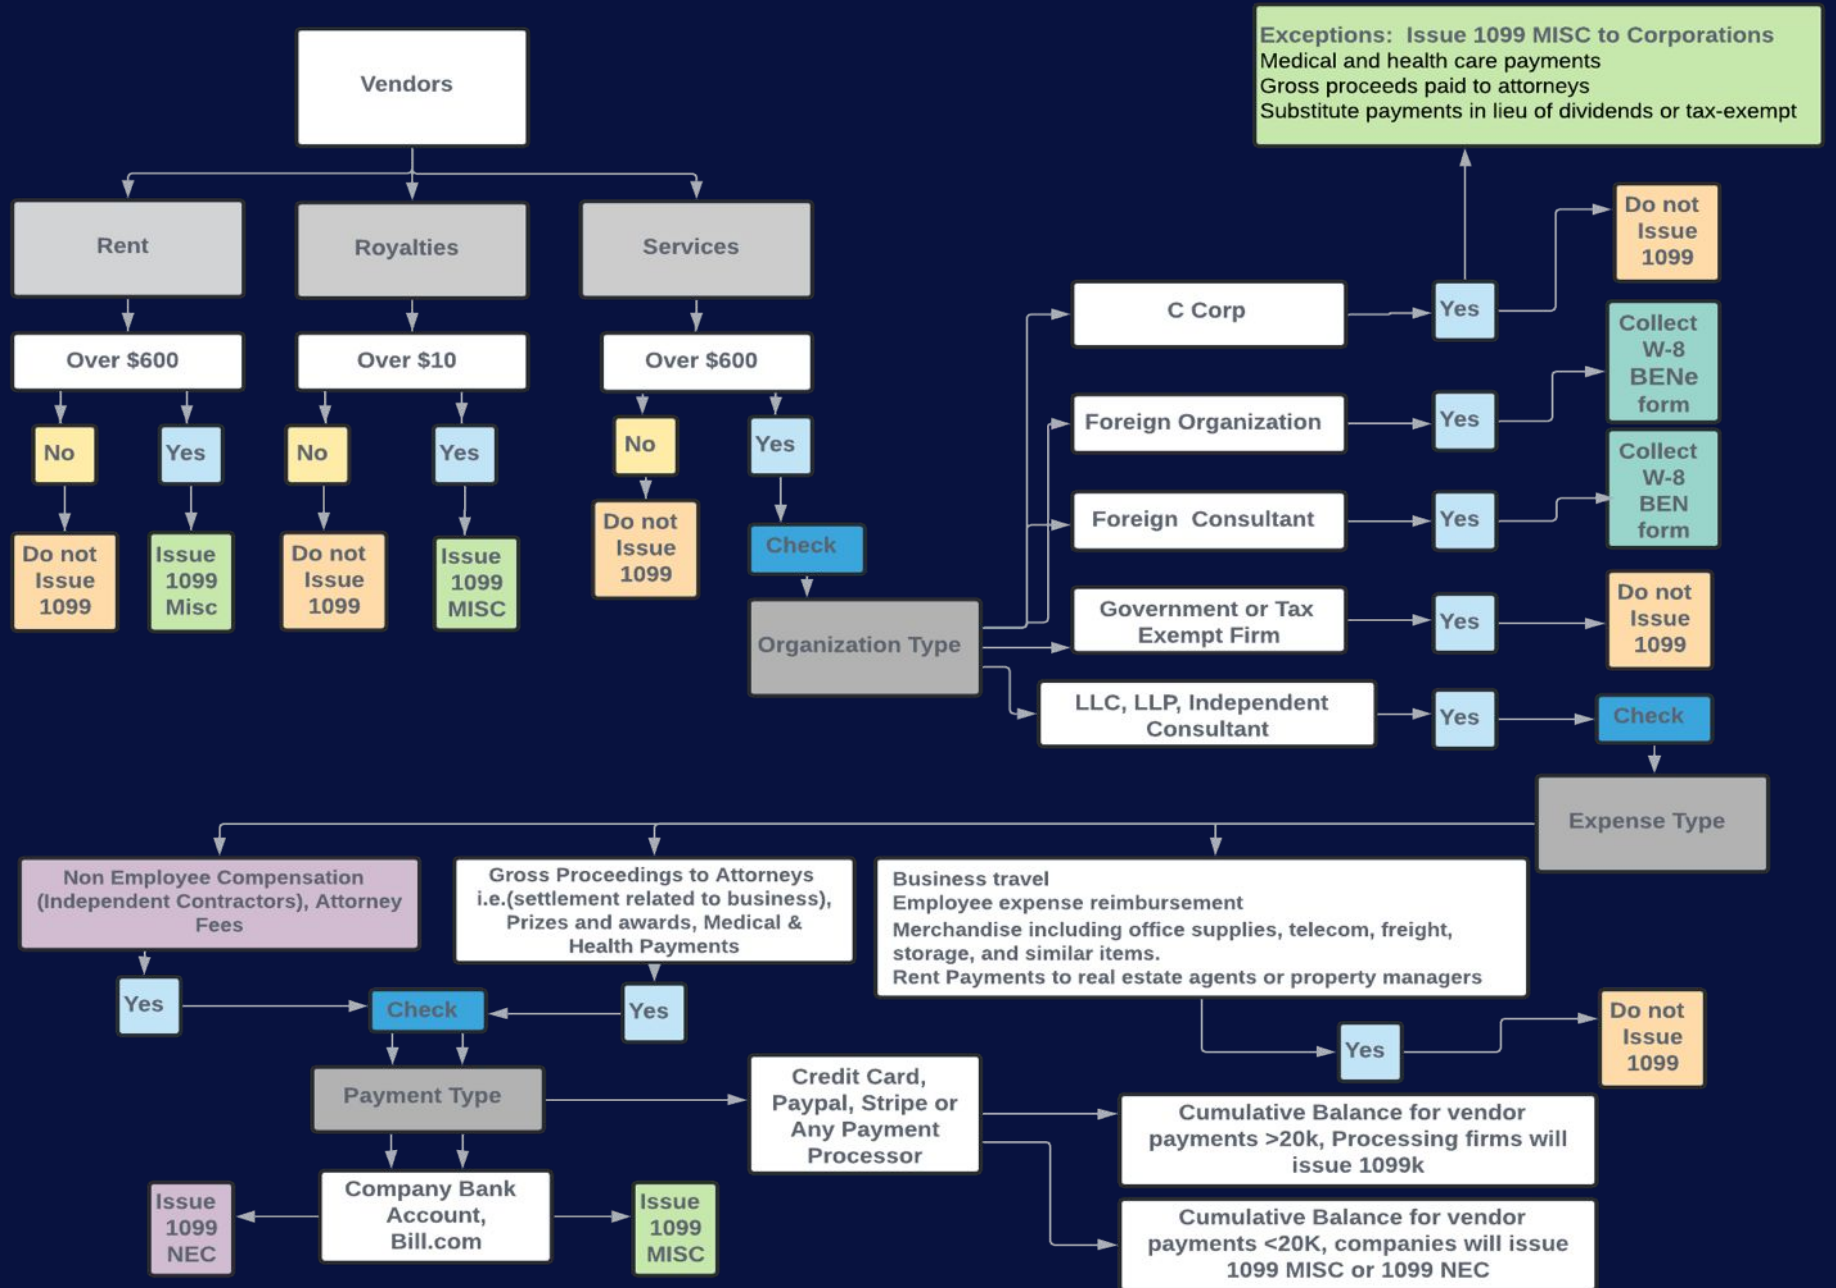 Vendors
Exceptions:  Issue 1099 MISC to Corporations
Medical and health care payments
Gross proceeds paid to attorneys
Substitute payments in lieu of dividends or tax-exempt
Rent
Royalties
Services
Over $600
Over $10
Over $600
No
Yes
No
Yes
No
Yes
Do not
Issue
1099
Issue
1099
Misc
Do not
Issue
1099
Issue
1099
MISC
Do not
Issue
1099
Check
Organization Type
C Corp
Yes
Do not
Issue
1099
Foreign Organization
Yes
Collect
W-8
BENe
form
Foreign  Consultant
Yes
Collect
W-8
BEN
form
Government or Tax
Exempt Firm
Yes
Do not
Issue
1099
LLC, LLP, Independent
Consultant
Yes
Check
Expense Type
Non Employee Compensation
(Independent Contractors), Attorney
Fees
Gross Proceedings to Attorneys
i.e.(settlement related to business),
Prizes and awards, Medical &
Health Payments
Business travel
Employee expense reimbursement
Merchandise including office supplies, telecom, freight,
storage, and similar items.
Rent Payments to real estate agents or property managers
Yes
Check
Yes
Yes
Do not
Issue
1099
Payment Type
Credit Card,
Paypal, Stripe or
Any Payment
Processor
Cumulative Balance for vendor
payments >20k, Processing firms will
issue 1099k
Issue
1099
NEC
Company Bank
Account,
Bill.com
Issue
1099
MISC
Cumulative Balance for vendor
payments <20K, companies will issue
1099 MISC or 1099 NEC